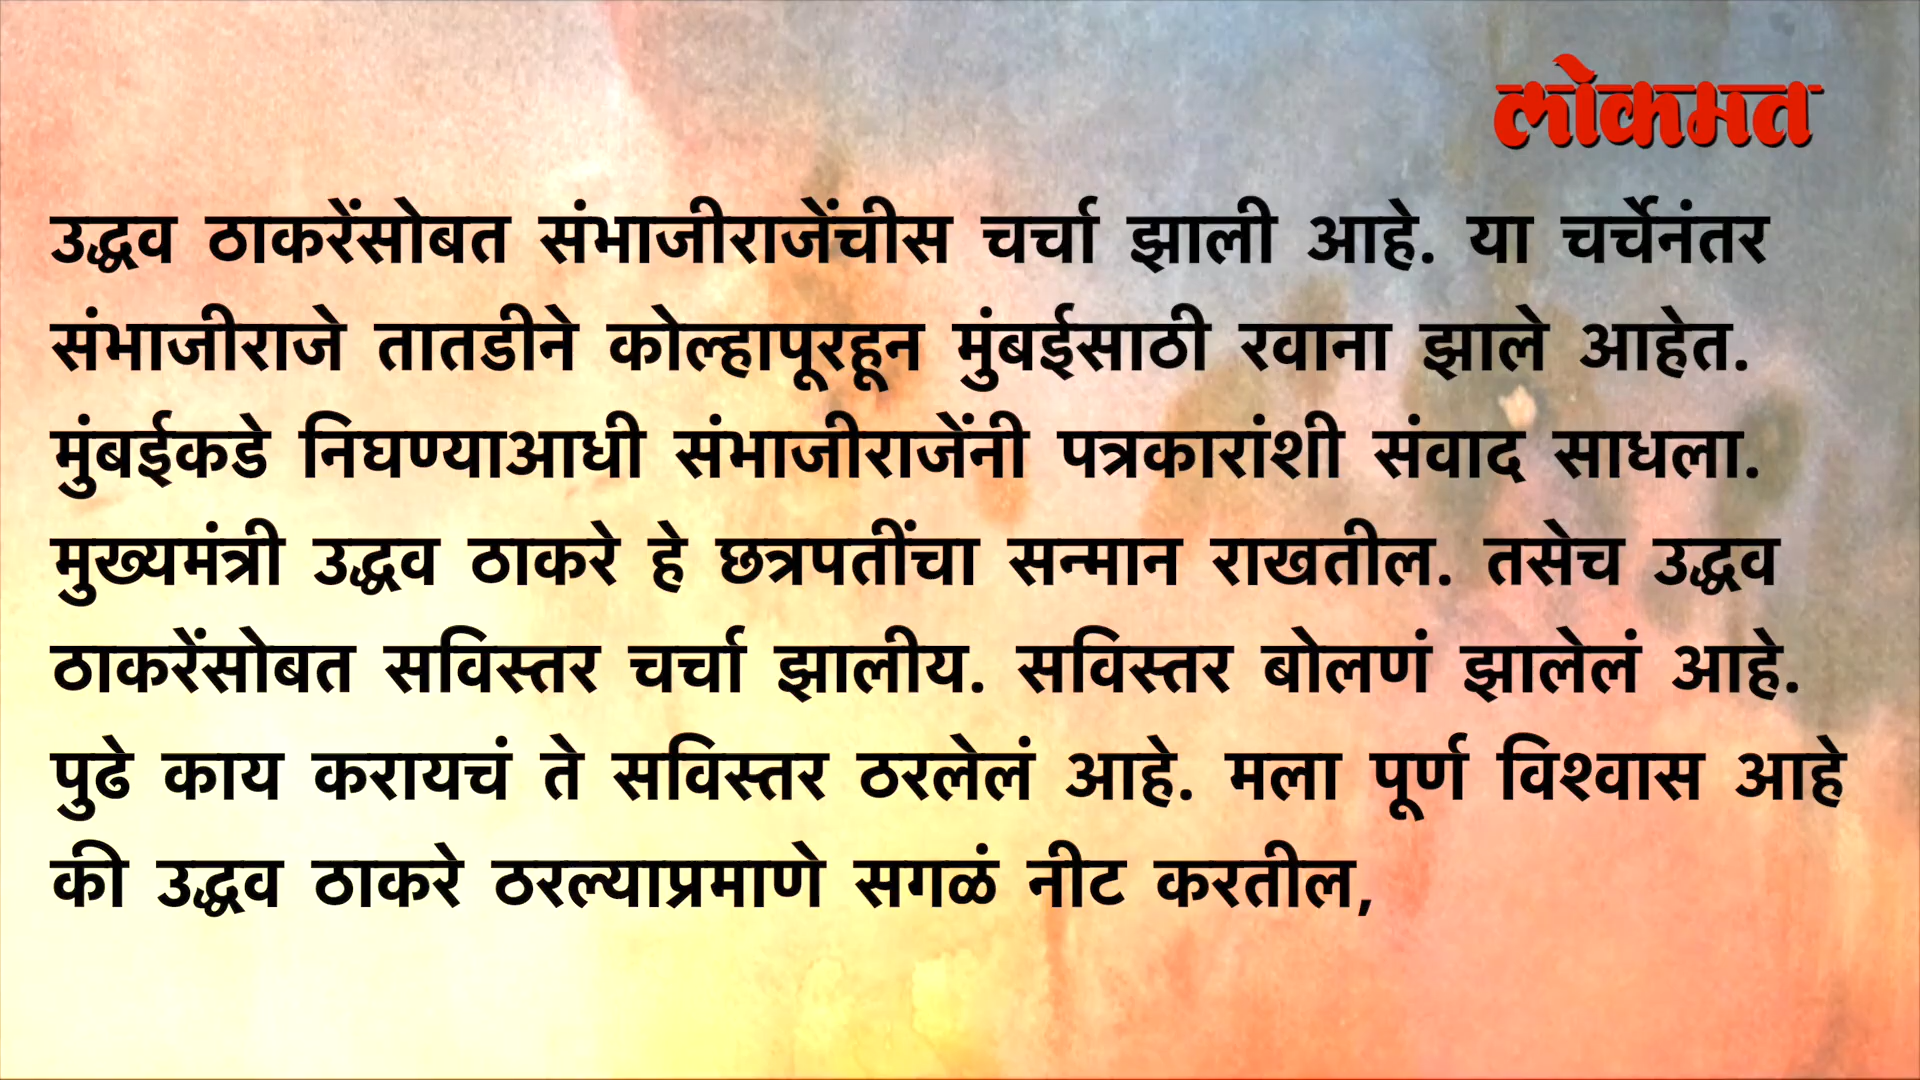 लोकमत
उद्धव ठाकरेंसोबत संभाजीराजेंचीस चर्चा झाली आहे. या चर्चेनंतर
संभाजीराजे तातडीने कोल्हापूरहून मुंबईसाठी रवाना झाले आहेत.
मुंबईकडे निघण्याआधी संभाजीराजेंनी पत्रकारांशी संवाद साधला.
मुख्यमंत्री उद्धव ठाकरे हे छत्रपतींचा सन्मान राखतील. तसेच उद्धव
ठाकरेंसोबत सविस्तर चर्चा झालीय. सविस्तर बोलणं झालेलं आहे.
पुढे काय करायचं ते सविस्तर ठरलेलं आहे. मला पूर्ण विश्वास आहे
की उद्धव ठाकरे ठरल्याप्रमाणे सगळं नीट करतील,